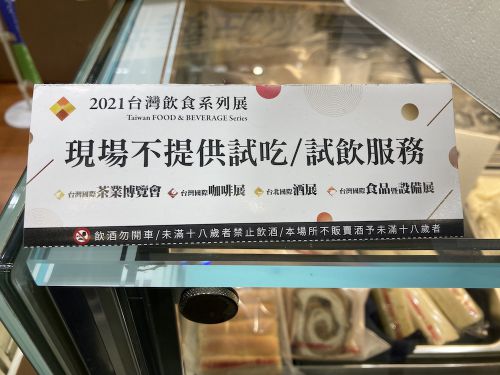 2021台灣飲食系列展
Taiwan FOOD & BEVERAGE Series
現場不提供試吃/試飲服務
台灣國際茶業博覽會 台灣國際咖啡展 台北國際酒展 台灣國際食品暨設備展
飲酒勿開車/未滿十八歲者禁止飲酒/本場所不販賣酒予未滿十八歲者